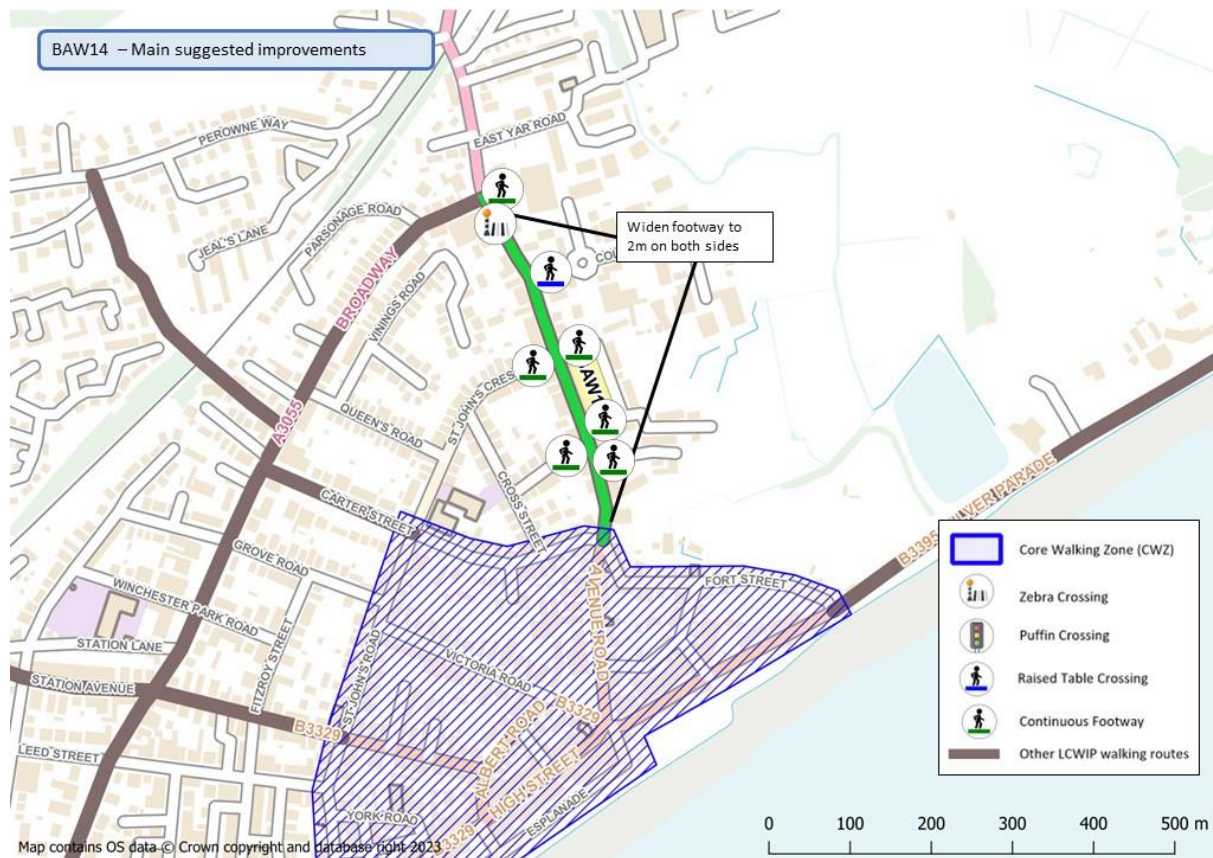 BAW14 – Main suggested improvements
PEROWNE WAY
EAST YAR ROAD
JEAL'S LANE
PARSONAGE ROAD
Widen footway to
2m on both sides
BROADWAY
VININGS ROAD
AW1
A3055
QUEEN'S ROAD
ST JOHN'S CRES
CROSS STREET
CARTER STREET
GROVE ROAD
WINCHESTER PARK ROAD
STATION LANE
FITZROY STREET
STATION AVENUE
B3329
LEED STREET
ST JOHN'S ROAD
VICTORIA ROAD
B3329
AVENUE ROAD
FORT STREET
B3395
ALBERT ROAD
HIGH STREET
B3329
ESPLANADE
YORK ROAD
Core Walking Zone (CWZ)
Zebra Crossing
Puffin Crossing
Raised Table Crossing
Continuous Footway
Other LCWIP walking routes
0 100 200 300 400 500 m
Map contains OS data © Crown copyright and database right 2023